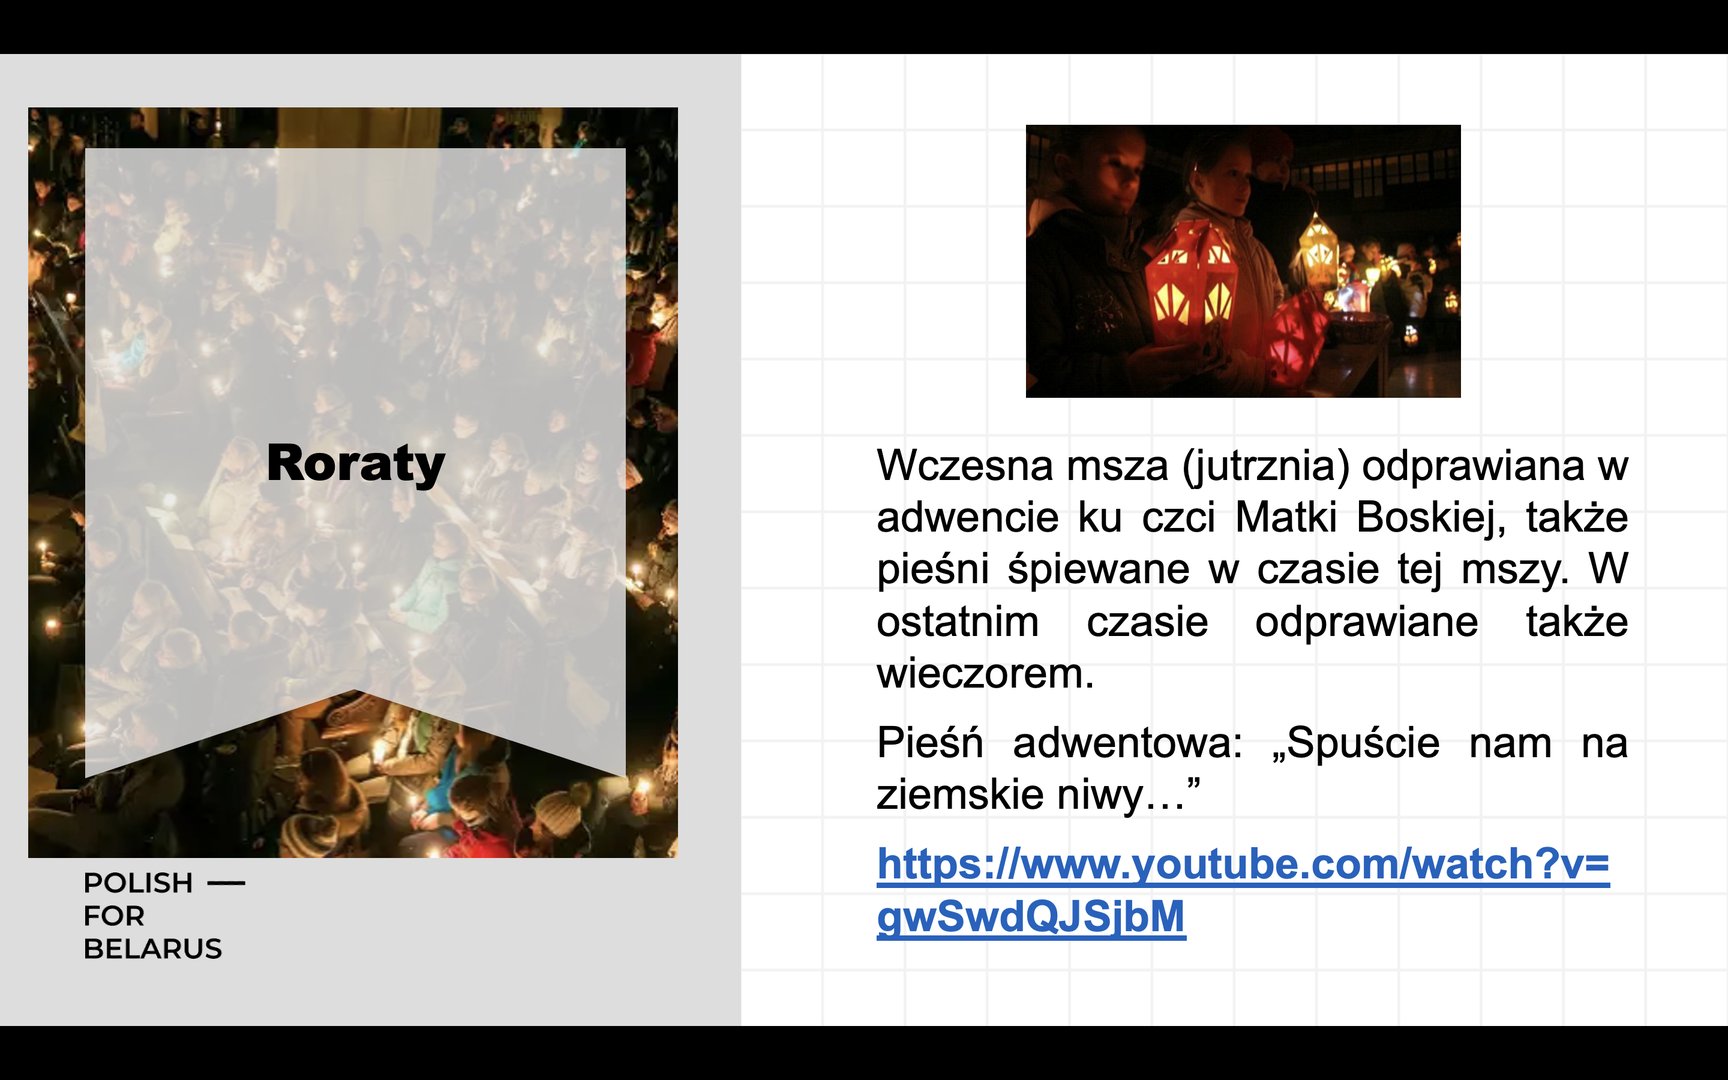 Roraty
POLISH —
FOR
BELARUS
Wczesna msza (jutrznia) odprawiana w
adwencie ku czci Matki Boskiej, także
pieśni śpiewane w czasie tej mszy. W
ostatnim czasie odprawiane także
wieczorem.
Pieśń adwentowa: „Spuście nam na
ziemskie niwy…”
https://www.youtube.com/watch?v=
gwSwdQJSjbM